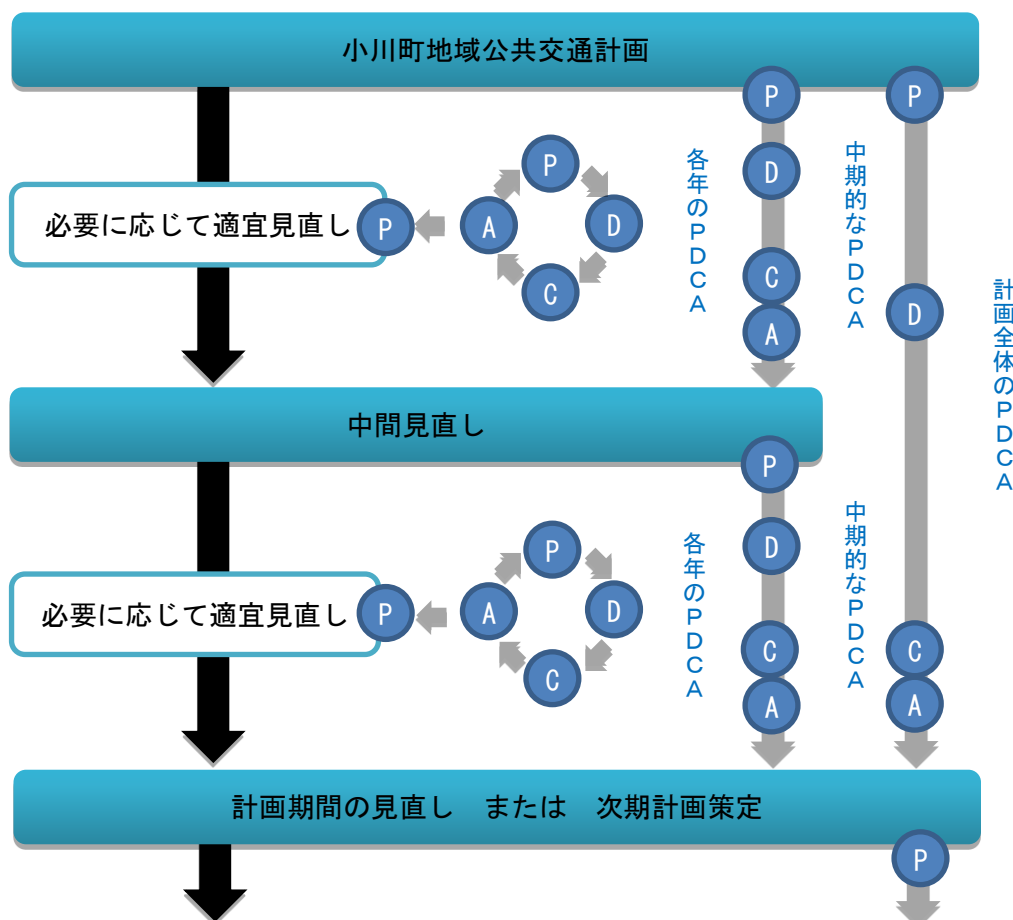 小川町地域公共交通計画
P
P
各年のPDCA
中期的なPDCA
計画全体のPDCA
P
D
C
A
P
必要に応じて適宜見直し
D
C
A
D
中間見直し
P
各年のPDCA
中期的なPDCA
P
D
C
A
P
必要に応じて適宜見直し
D
C
A
C
A
計画期間の見直し　または　次期計画策定
P